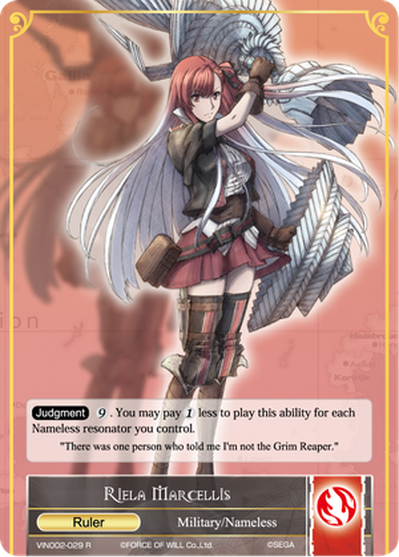 Judgment 9 . You may pay 1 less to play this ability for each
Nameless resonator you control.
"There was one person who told me I'm not the Grim Reaper."
Riela Marcellis
Ruler
Military/Nameless
VIN002-029 R
©FORCE OF WILL Co.,Ltd.
©SEGA